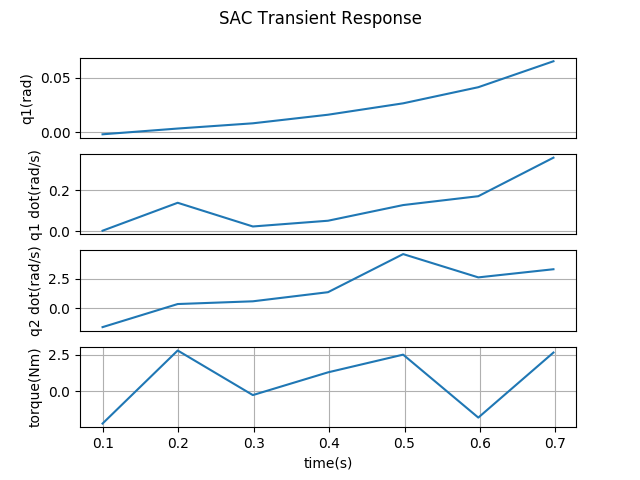 SAC Transient Response
q1(rad)
0.05
0.00
q1 dot(rad/s)
0.2
0.0
q2 dot(rad/s)
2.5
0.0
torque(Nm)
2.5
0.0
0.1 0.2 0.3 0.4 0.5 0.6 0.7
time(s)